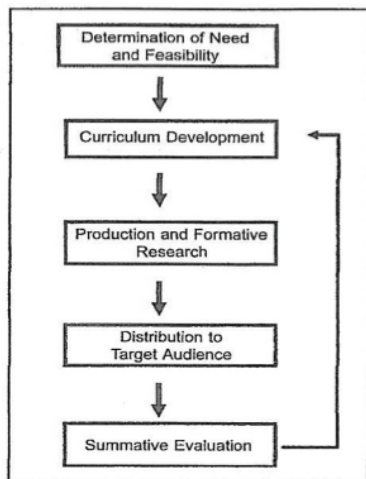 Determination of Need
and Feasibility
Curriculum Development
Production and Formative
Research
Distribution to
Target Audience
Summative Evaluation